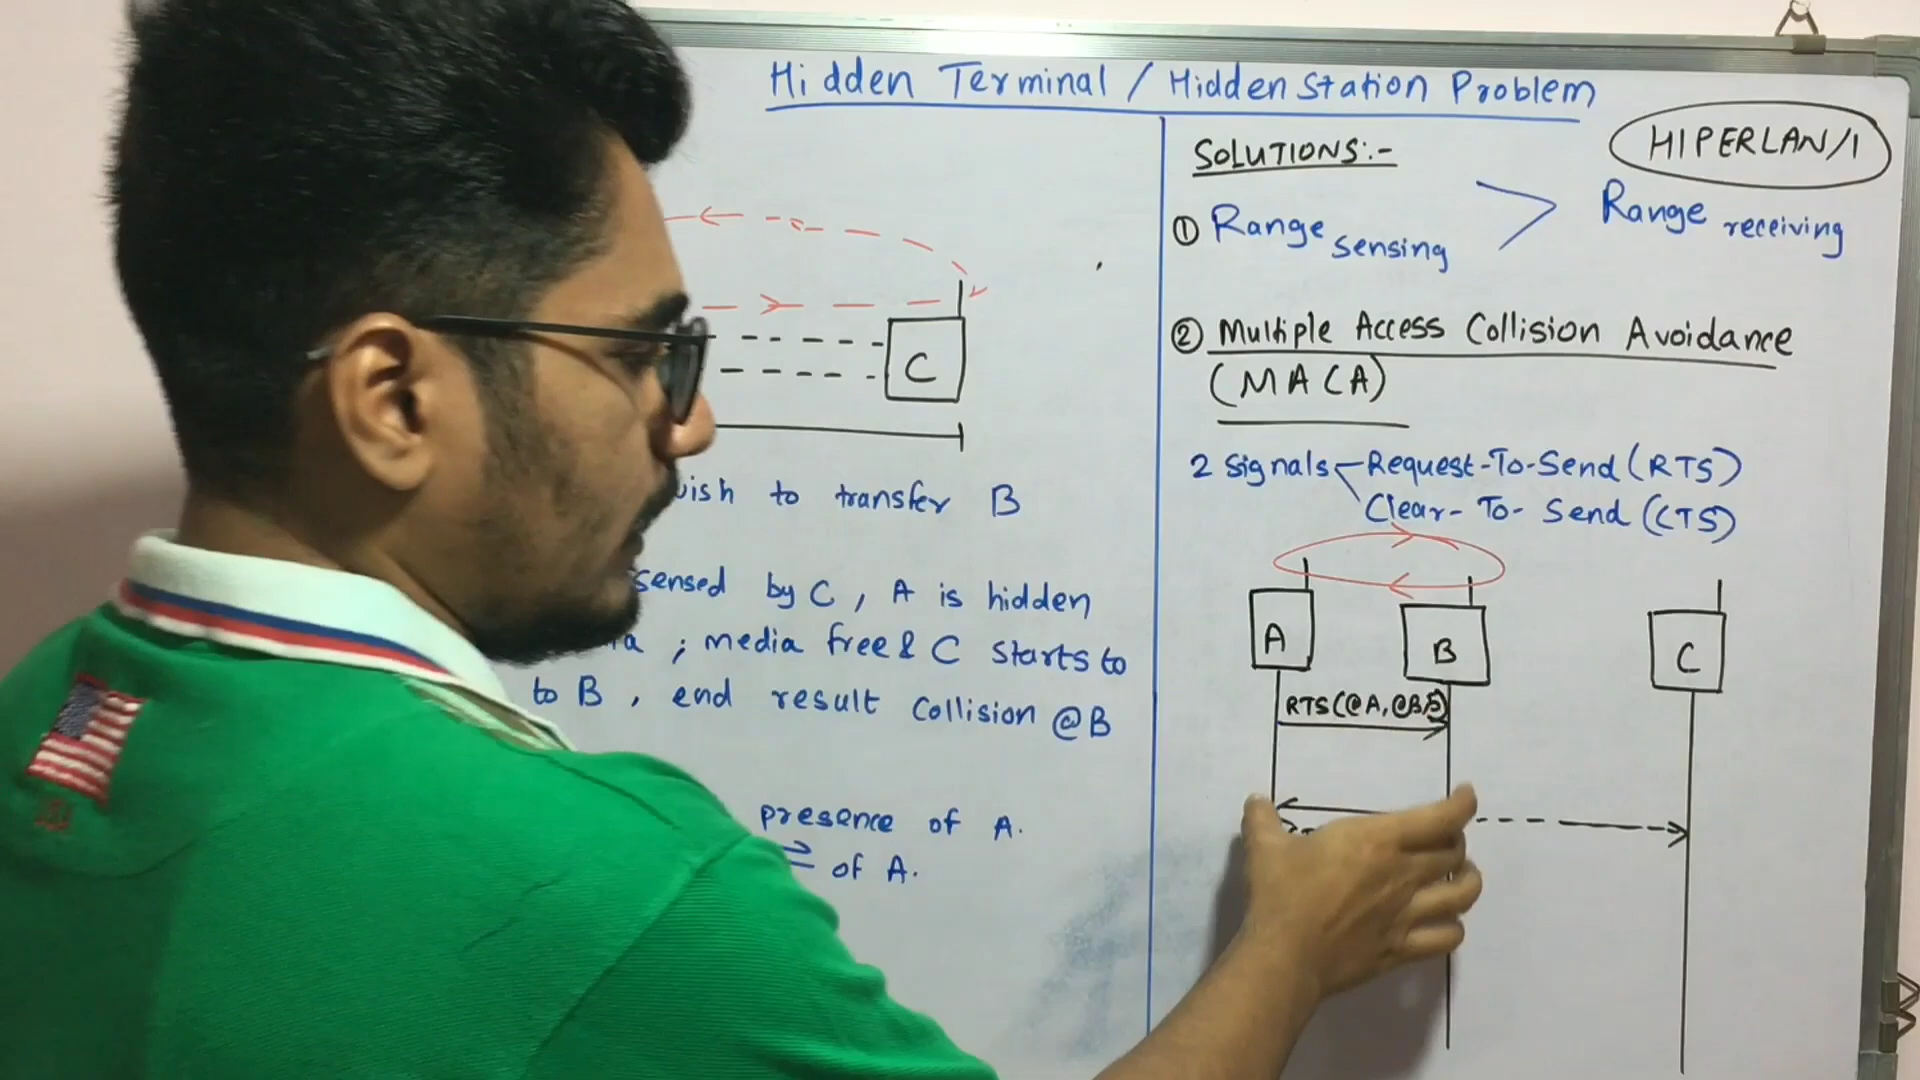 Hidden Terminal / Hidden Station Problem
C
wish to transfer B
sensed by C, A is hidden
; media free & C starts to
to B, end result Collision @B
presence of A.
of A.
SOLUTIONS:-
HIPERLAN/1
① Range sensing > Range receiving
② Multiple Access Collision Avoidance
(MACA)
2 Signals Request-To-Send (RTS)
Clear-To-Send (CTS)
A B C
USA